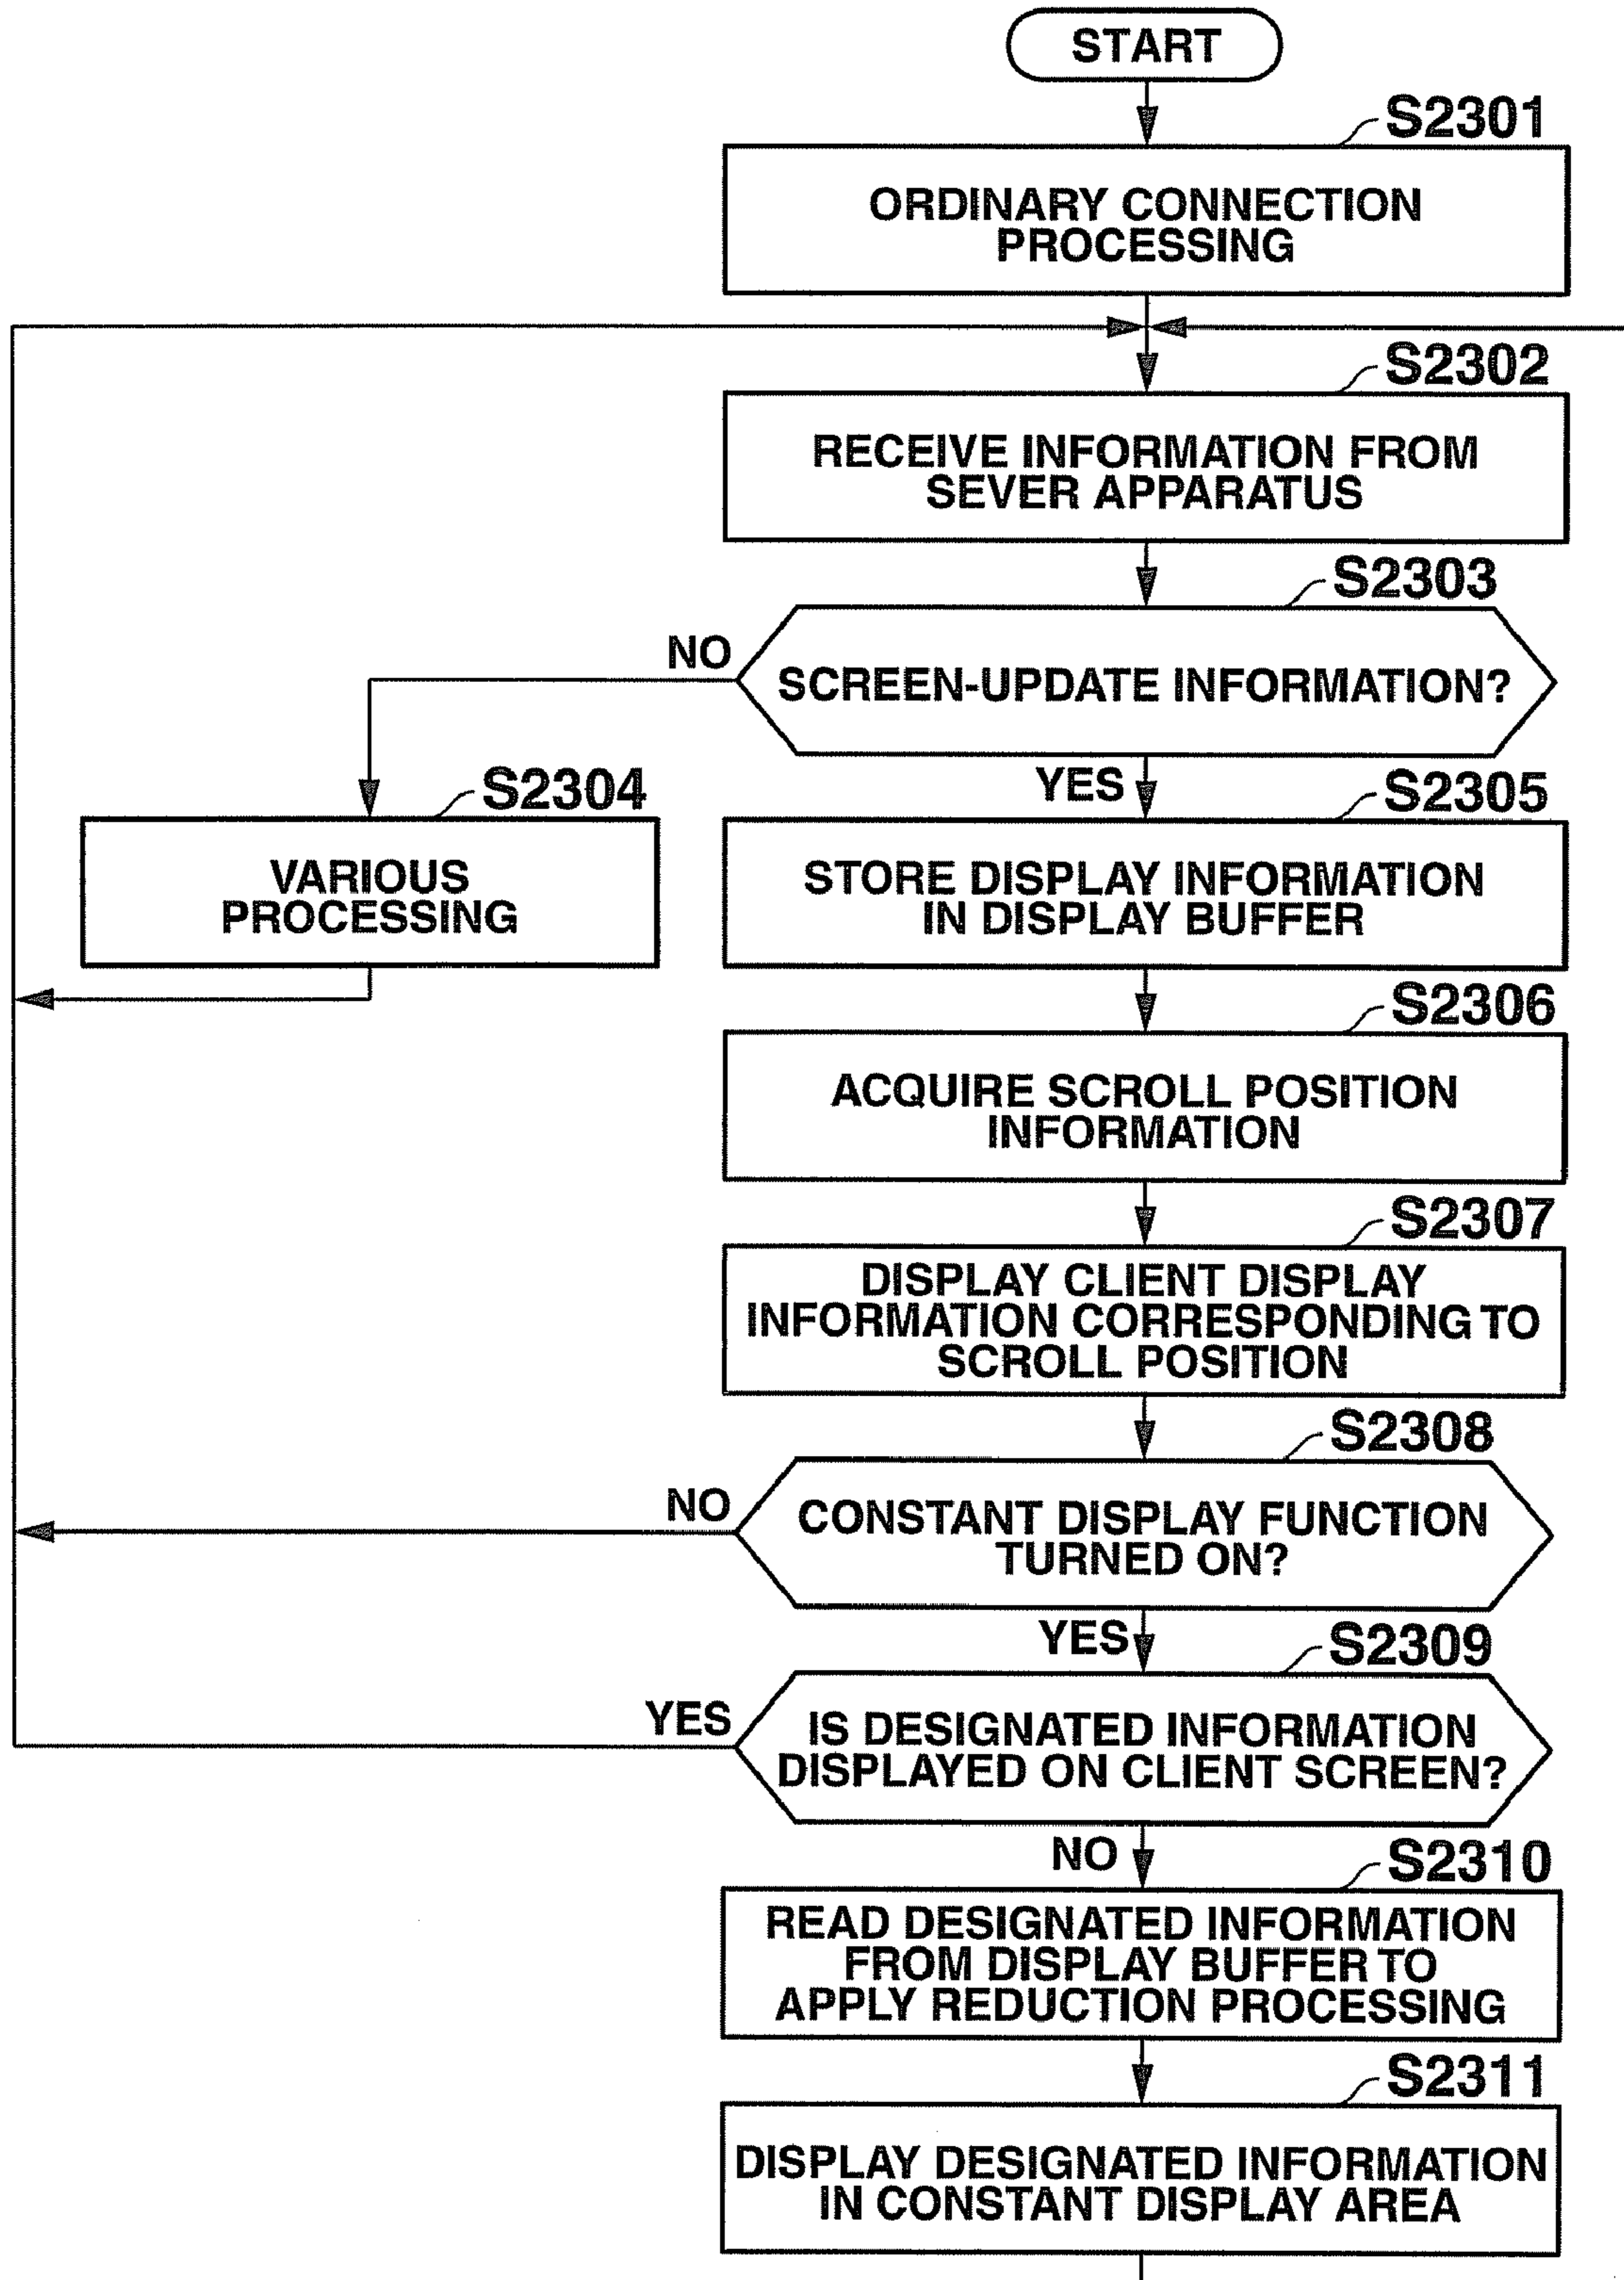 START
S2301
ORDINARY CONNECTION
PROCESSING
S2302
RECEIVE INFORMATION FROM
SEVER APPARATUS
S2303
NO
SCREEN-UPDATE INFORMATION?
YES
S2304
VARIOUS
PROCESSING
S2305
STORE DISPLAY INFORMATION
IN DISPLAY BUFFER
S2306
ACQUIRE SCROLL POSITION
INFORMATION
S2307
DISPLAY CLIENT DISPLAY
INFORMATION CORRESPONDING TO
SCROLL POSITION
S2308
NO
CONSTANT DISPLAY FUNCTION
TURNED ON?
YES
S2309
YES
IS DESIGNATED INFORMATION
DISPLAYED ON CLIENT SCREEN?
NO
S2310
READ DESIGNATED INFORMATION
FROM DISPLAY BUFFER TO
APPLY REDUCTION PROCESSING
S2311
DISPLAY DESIGNATED INFORMATION
IN CONSTANT DISPLAY AREA